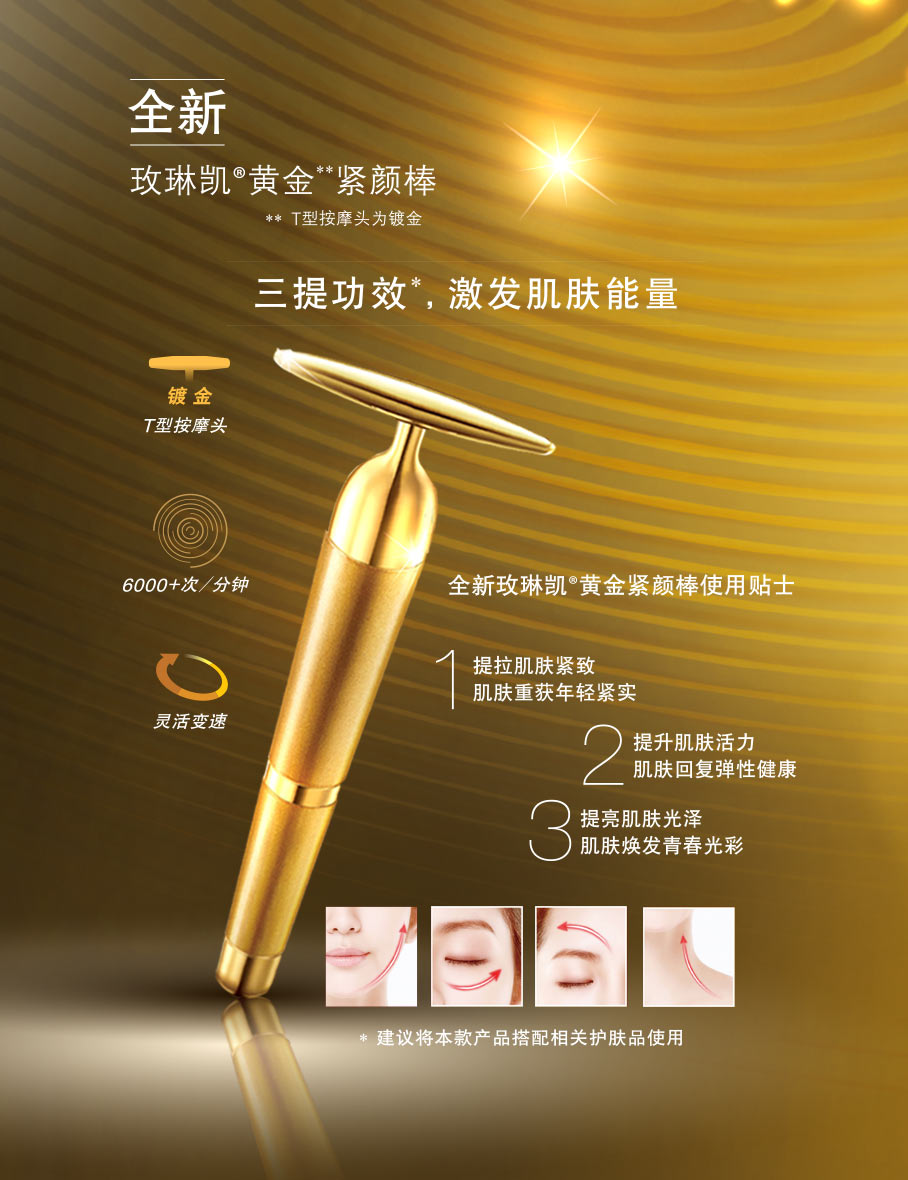 全新
玫琳凯®黄金**紧颜棒
** T型按摩头为镀金
三提功效*，激发肌肤能量
镀金
T型按摩头
6000+次/分钟
灵活变速
全新玫琳凯®黄金紧颜棒使用贴士
1 提拉肌肤紧致
肌肤重获年轻紧实
2 提升肌肤活力
肌肤回复弹性健康
3 提亮肌肤光泽
肌肤焕发青春光彩
* 建议将本款产品搭配相关护肤品使用